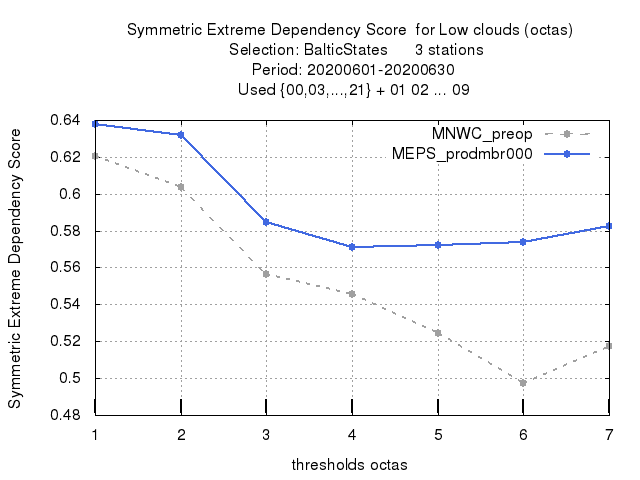 Symmetric Extreme Dependency Score  for Low clouds (octas)
Selection: BalticStates      3 stations
Period: 20200601-20200630
Used {00,03,...,21} + 01 02 ... 09
Symmetric Extreme Dependency Score
0.64
0.62
0.6
0.58
0.56
0.54
0.52
0.5
0.48
MNWC_preop
MEPS_prodmbr000
1 2 3 4 5 6 7
thresholds octas